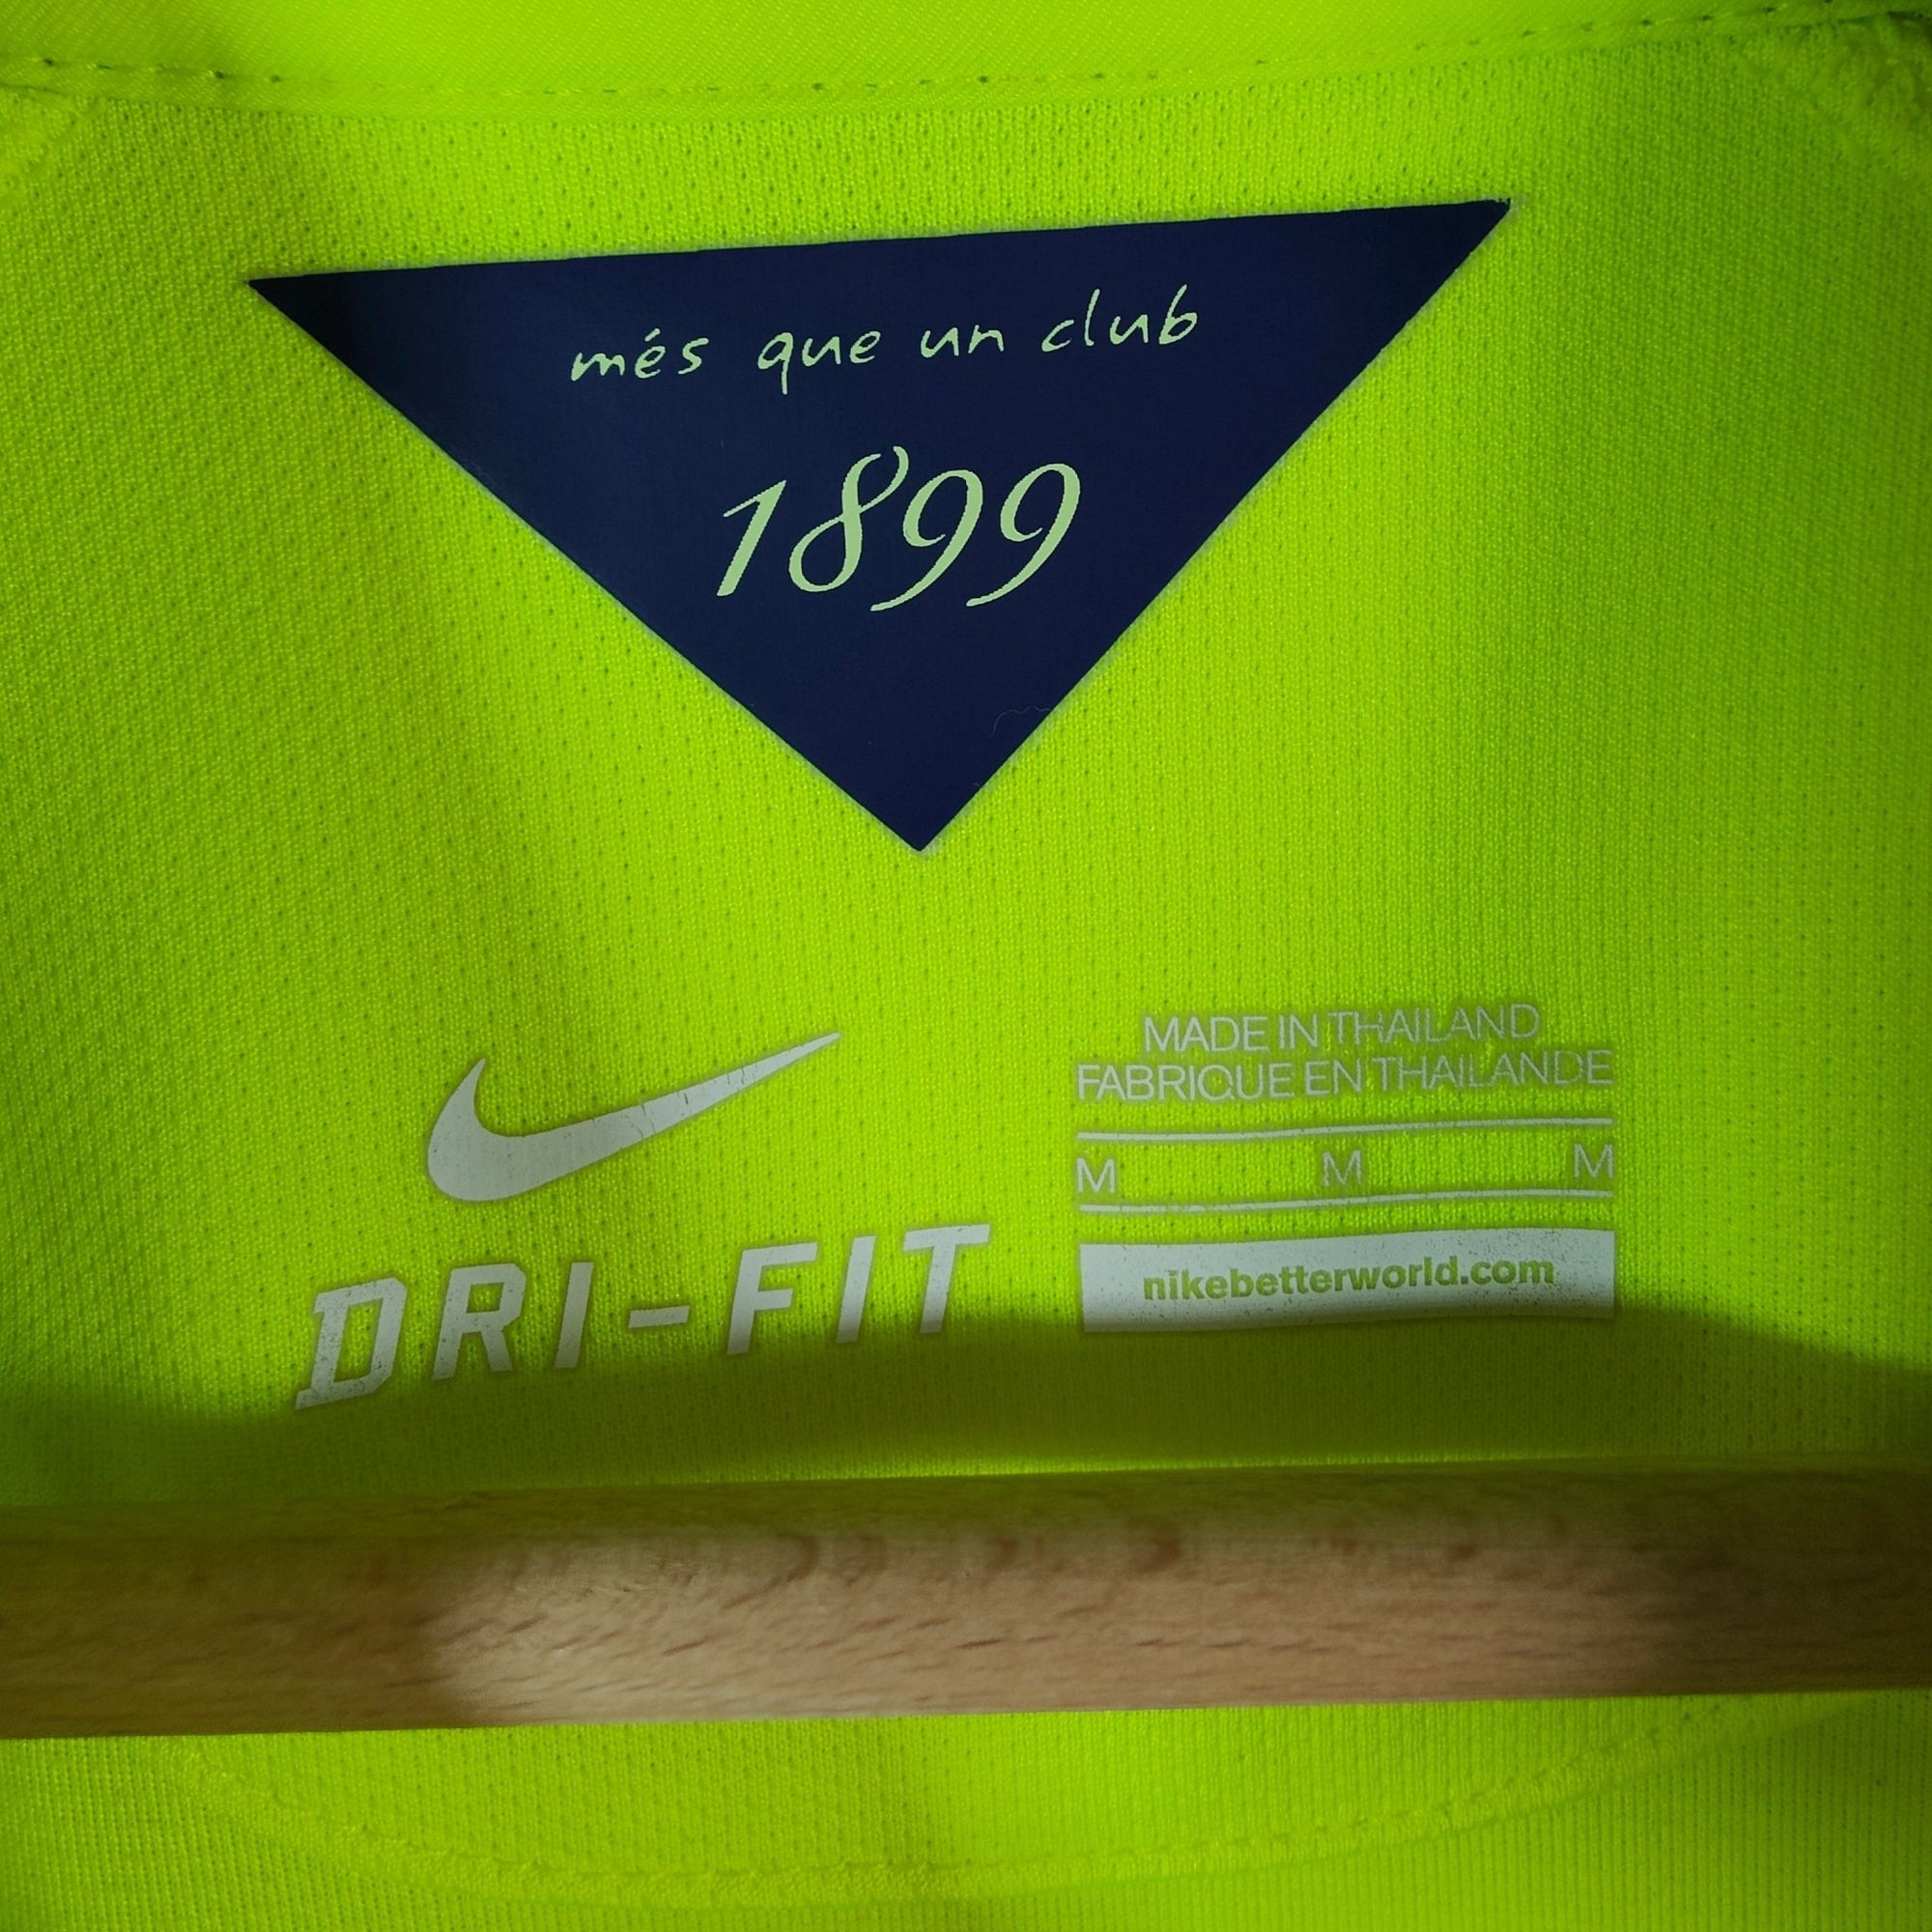 més que un club
1899
MADE IN THAILAND
FABRIQUE EN THAILANDE
M M M
nikebetterworld.com
DRI-FIT